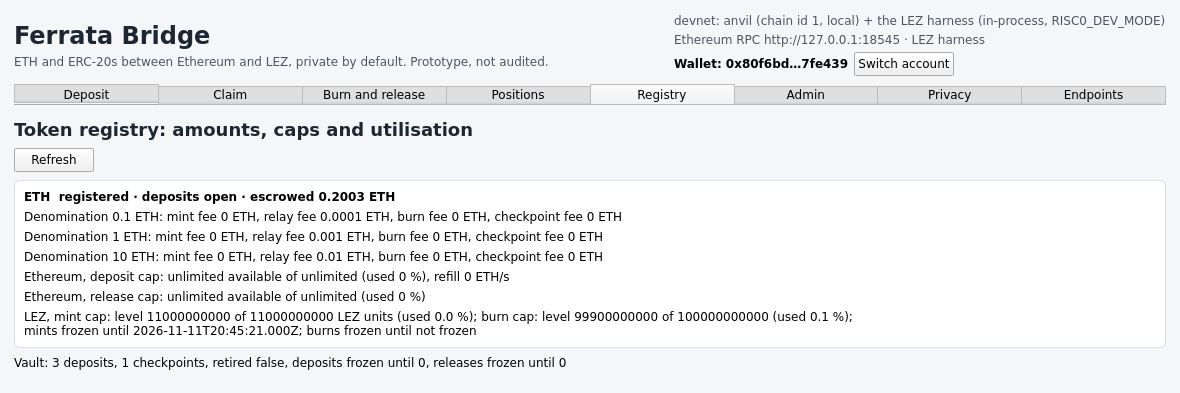 Ferrata Bridge
ETH and ERC-20s between Ethereum and LEZ, private by default. Prototype, not audited.
devnet: anvil (chain id 1, local) + the LEZ harness (in-process, RISC0_DEV_MODE)
Ethereum RPC http://127.0.0.1:18545 · LEZ harness
Wallet: 0x80f6bd...7fe439 Switch account
Deposit Claim Burn and release Positions Registry Admin Privacy Endpoints
Token registry: amounts, caps and utilisation
Refresh
ETH registered · deposits open · escrowed 0.2003 ETH
Denomination 0.1 ETH: mint fee 0 ETH, relay fee 0.0001 ETH, burn fee 0 ETH, checkpoint fee 0 ETH
Denomination 1 ETH: mint fee 0 ETH, relay fee 0.001 ETH, burn fee 0 ETH, checkpoint fee 0 ETH
Denomination 10 ETH: mint fee 0 ETH, relay fee 0.01 ETH, burn fee 0 ETH, checkpoint fee 0 ETH
Ethereum, deposit cap: unlimited available of unlimited (used 0 %), refill 0 ETH/s
Ethereum, release cap: unlimited available of unlimited (used 0 %)
LEZ, mint cap: level 11000000000 of 11000000000 LEZ units (used 0.0 %); burn cap: level 99900000000 of 100000000000 (used 0.1 %);
mints frozen until 2026-11-11T20:45:21.000Z; burns frozen until not frozen
Vault: 3 deposits, 1 checkpoints, retired false, deposits frozen until 0, releases frozen until 0